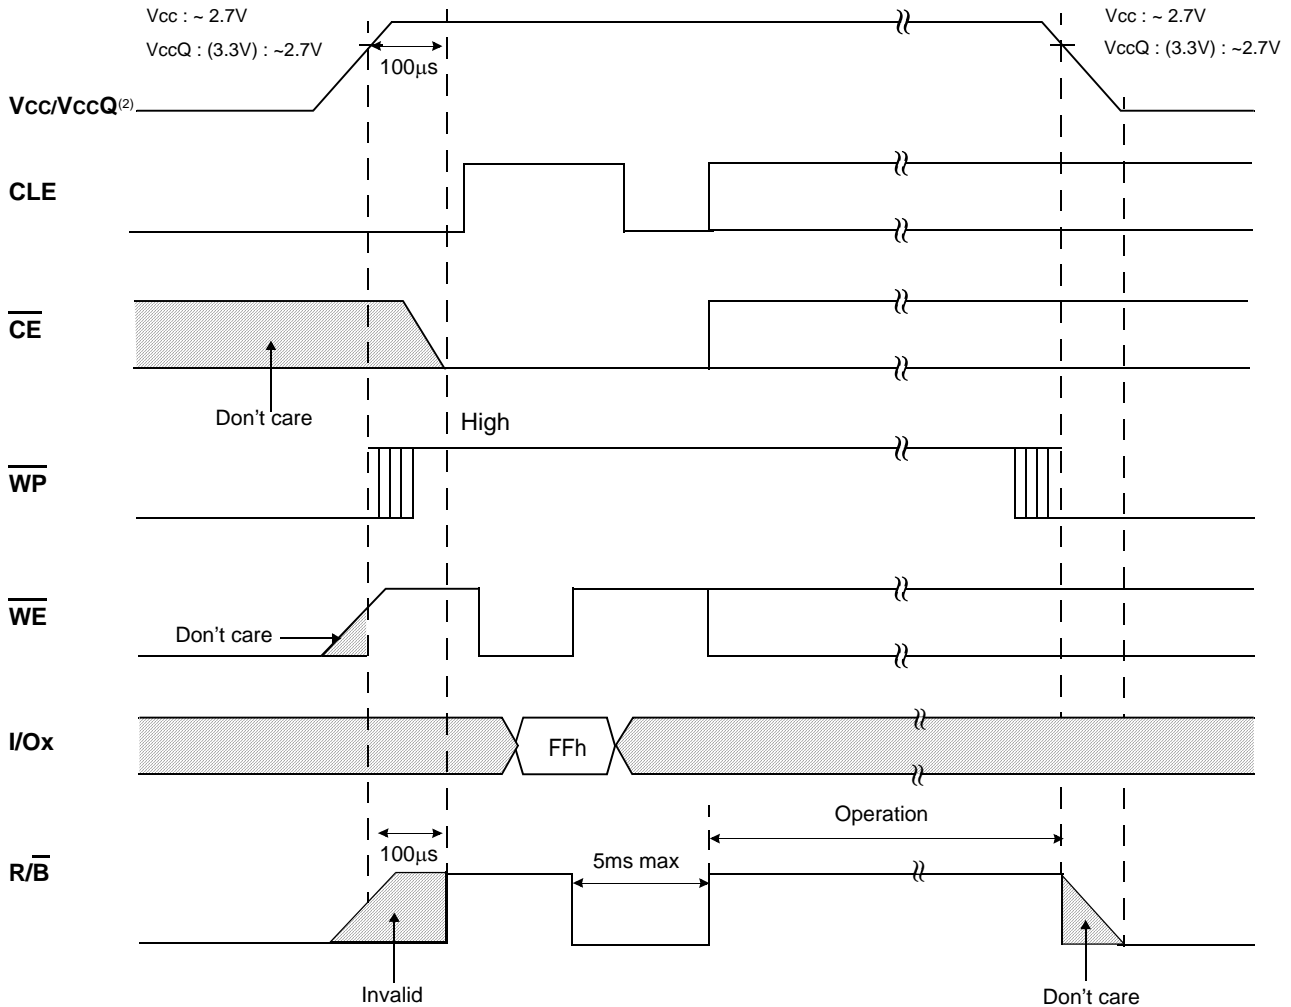 Vcc : ~ 2.7V
Vcc : ~ 2.7V
VccQ : (3.3V) : ~2.7V
VccQ : (3.3V) : ~2.7V
100μs
Vcc/VccQ(2)
CLE
CE
Don't care
High
WP
WE
Don't care
I/Ox
FFh
Operation
100μs
5ms max
R/B
Invalid
Don't care